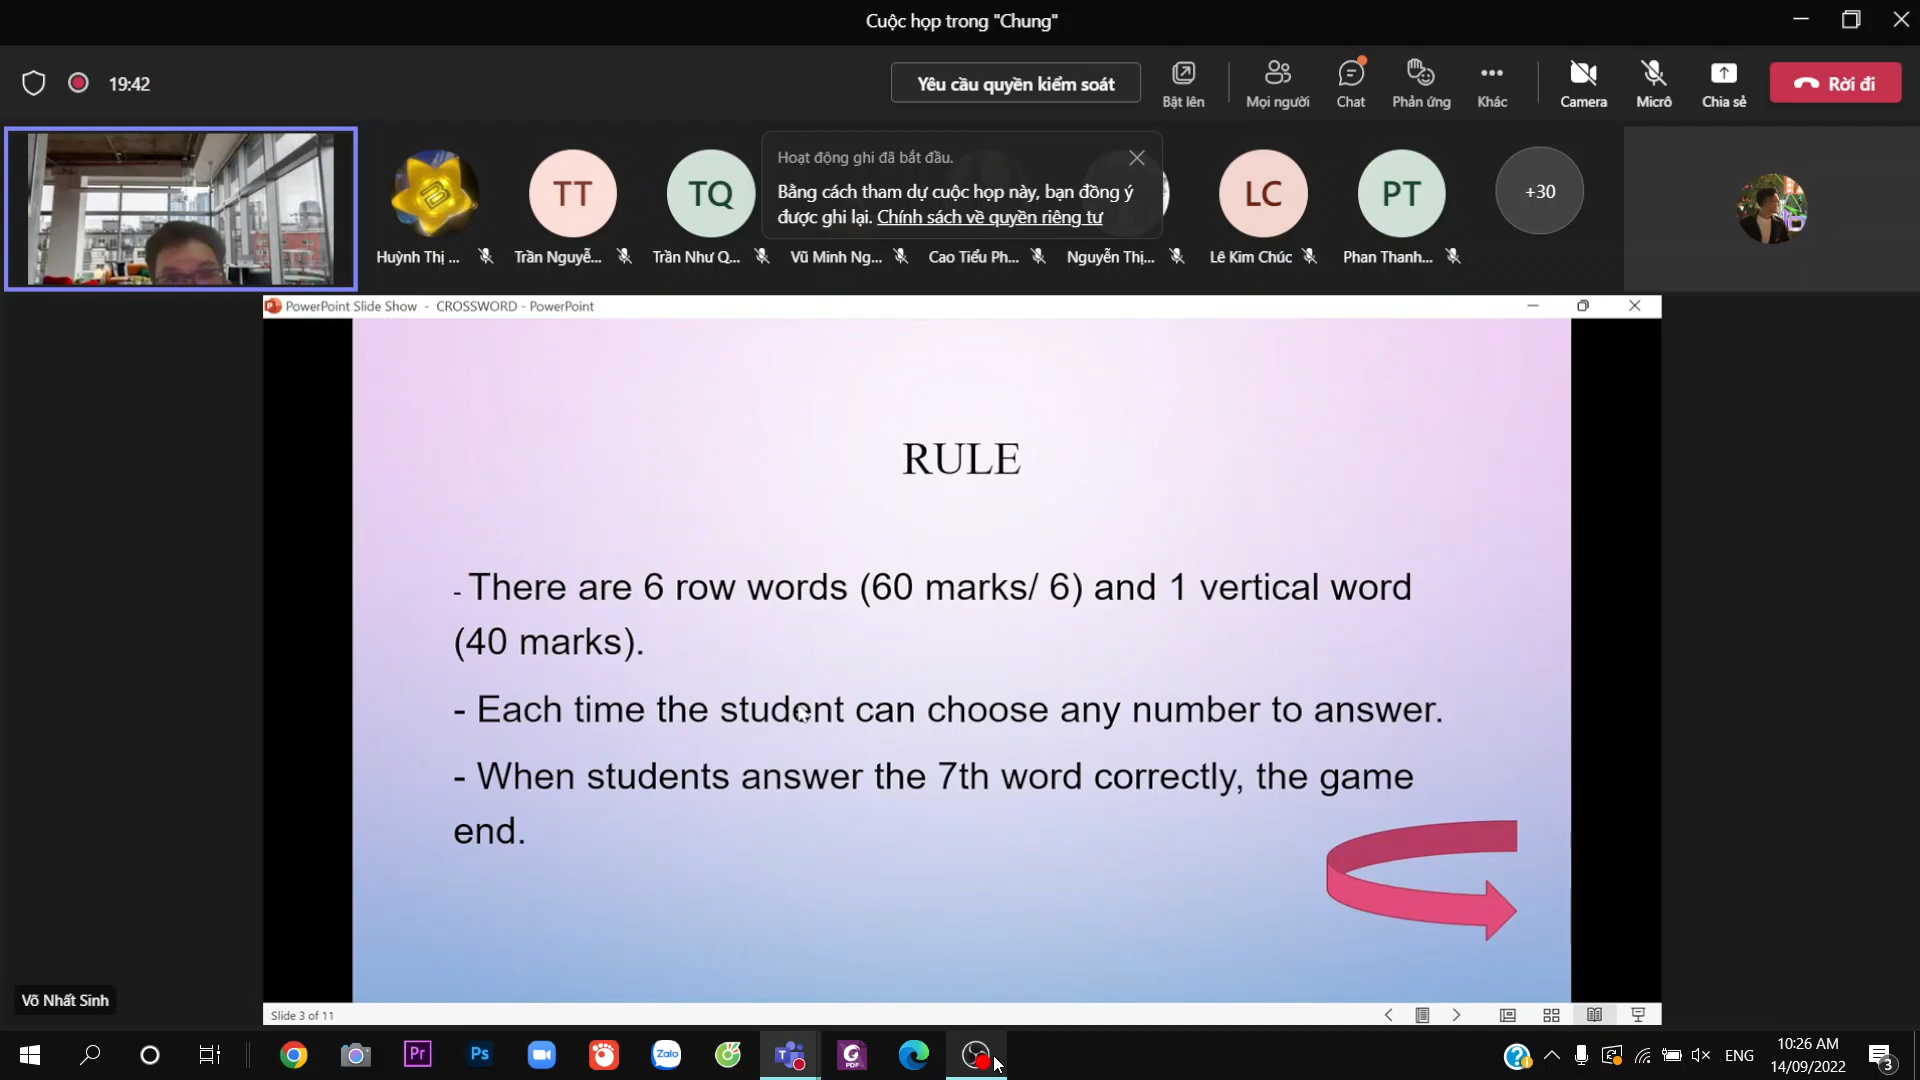 Cuộc họp trong "Chung"
19:42
Yêu cầu quyền kiểm soát
Bật lên
Mọi người
Chat
Phản ứng
Khác
Camera
Micrô
Chia sẻ
Rời đi
Hoạt động ghi đã bắt đầu.
Bằng cách tham dự cuộc họp này, bạn đồng ý
được ghi lại. Chính sách về quyền riêng tư
TT
TQ
LC
PT
+30
Huỳnh Thị ...
Trần Nguyễ...
Trần Như Q...
Vũ Minh Ng...
Cao Tiểu Ph...
Nguyễn Thị...
Lê Kim Chúc
Phan Thanh...
PowerPoint Slide Show - CROSSWORD - PowerPoint
RULE
- There are 6 row words (60 marks/ 6) and 1 vertical word
(40 marks).
- Each time the student can choose any number to answer.
- When students answer the 7th word correctly, the game
end.
Võ Nhất Sinh
Slide 3 of 11
Pr
Ps
Zalo
T
PDF
ENG
10:26 AM
14/09/2022
3